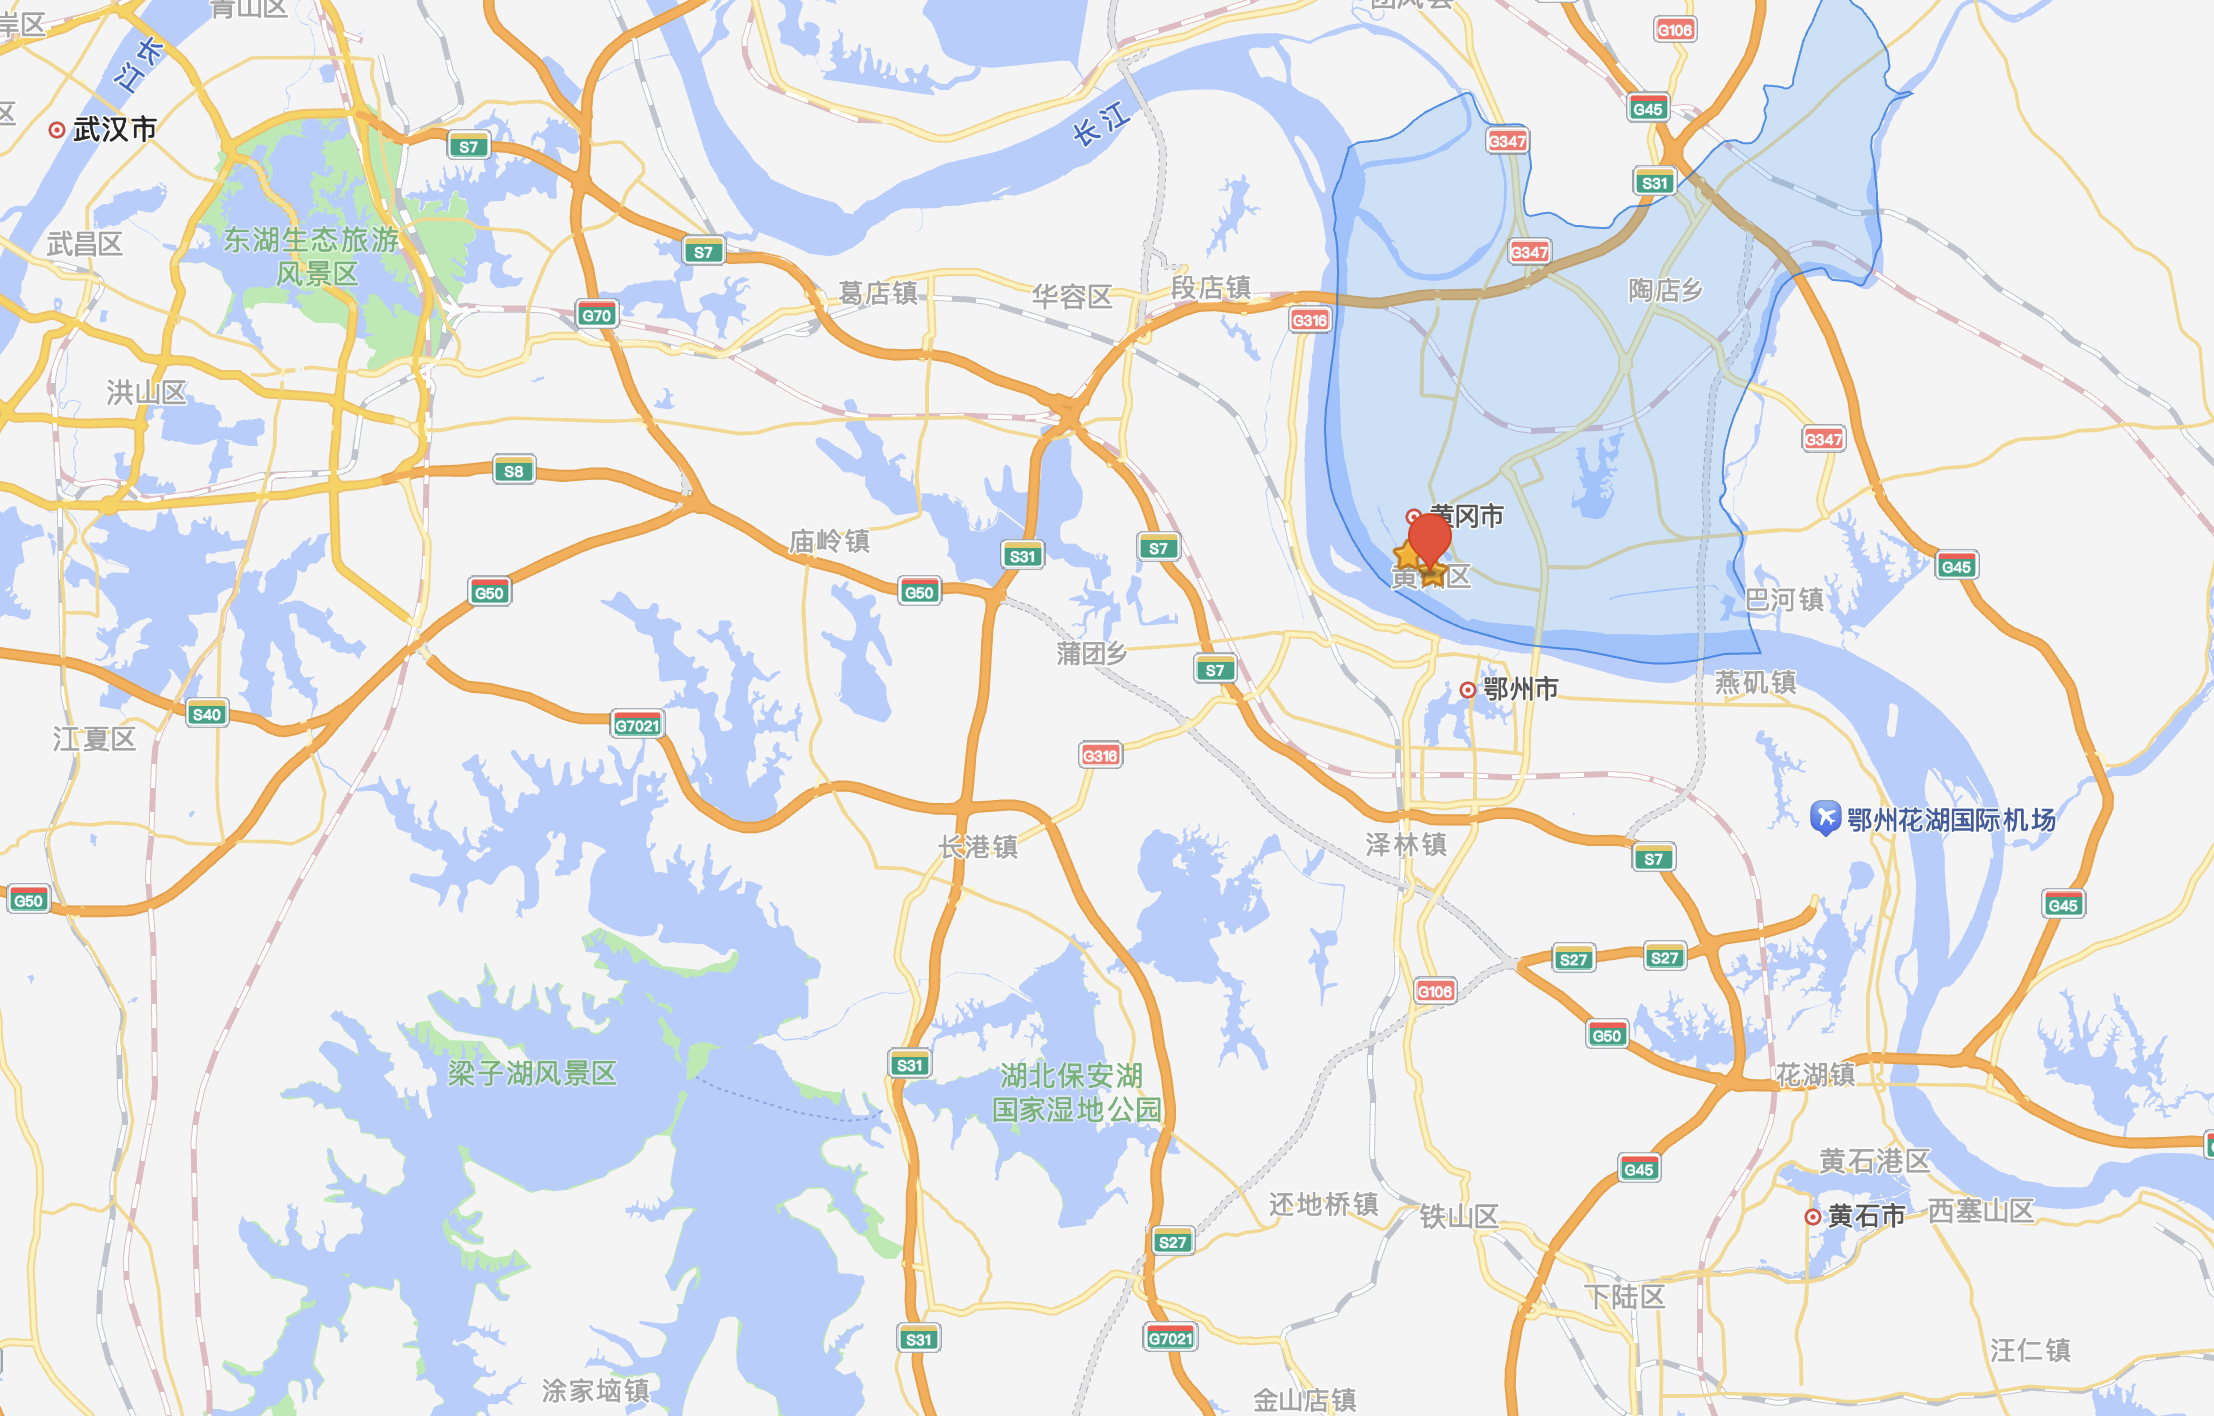 青山区
岸区
区
长江
武汉市
武昌区
S7
东湖生态旅游
风景区
洪山区
团风县
G106
G45
长江
G347
S31
S7
G70
葛店镇
华容区
段店镇
G347
陶店乡
G316
G347
S8
黄冈市
庙岭镇
S31
S7
G45
G50
G50
巴河镇
蒲团乡
S7
鄂州市
燕矶镇
S40
G7021
江夏区
G316
鄂州花湖国际机场
长港镇
泽林镇
S7
G50
G45
S27
S27
G106
G50
梁子湖风景区
S31
湖北保安湖
国家湿地公园
花湖镇
黄石港区
G45
还地桥镇
铁山区
黄石市
西塞山区
S27
下陆区
S31
G7021
汪仁镇
涂家垴镇
金山店镇